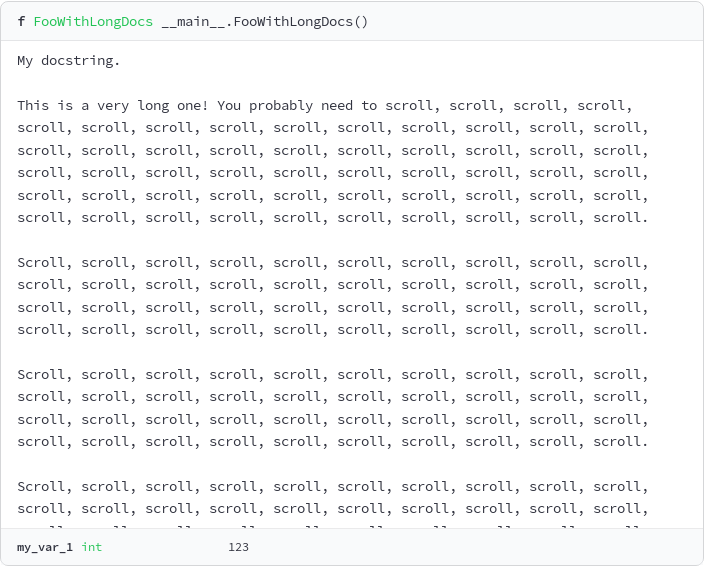 f FooWithLongDocs __main__.FooWithLongDocs()
My docstring.
This is a very long one! You probably need to scroll, scroll, scroll, scroll,
scroll, scroll, scroll, scroll, scroll, scroll, scroll, scroll, scroll, scroll,
scroll, scroll, scroll, scroll, scroll, scroll, scroll, scroll, scroll, scroll,
scroll, scroll, scroll, scroll, scroll, scroll, scroll, scroll, scroll, scroll,
scroll, scroll, scroll, scroll, scroll, scroll, scroll, scroll, scroll, scroll,
scroll, scroll, scroll, scroll, scroll, scroll, scroll, scroll, scroll, scroll.
Scroll, scroll, scroll, scroll, scroll, scroll, scroll, scroll, scroll, scroll,
scroll, scroll, scroll, scroll, scroll, scroll, scroll, scroll, scroll, scroll,
scroll, scroll, scroll, scroll, scroll, scroll, scroll, scroll, scroll, scroll,
scroll, scroll, scroll, scroll, scroll, scroll, scroll, scroll, scroll, scroll.
Scroll, scroll, scroll, scroll, scroll, scroll, scroll, scroll, scroll, scroll,
scroll, scroll, scroll, scroll, scroll, scroll, scroll, scroll, scroll, scroll,
scroll, scroll, scroll, scroll, scroll, scroll, scroll, scroll, scroll, scroll,
scroll, scroll, scroll, scroll, scroll, scroll, scroll, scroll, scroll, scroll.
Scroll, scroll, scroll, scroll, scroll, scroll, scroll, scroll, scroll, scroll,
scroll, scroll, scroll, scroll, scroll, scroll, scroll, scroll, scroll, scroll,
my_var_1 int 123